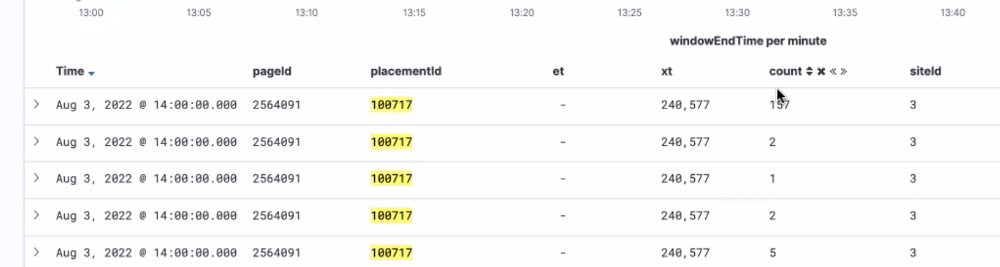 13:00 13:05 13:10 13:15 13:20 13:25 13:30 13:35 13:40
windowEndTime per minute
Time pageId placementId et xt count siteId
Aug 3, 2022 @ 14:00:00.000 2564091 100717 - 240,577 157 3
Aug 3, 2022 @ 14:00:00.000 2564091 100717 - 240,577 2 3
Aug 3, 2022 @ 14:00:00.000 2564091 100717 - 240,577 1 3
Aug 3, 2022 @ 14:00:00.000 2564091 100717 - 240,577 2 3
Aug 3, 2022 @ 14:00:00.000 2564091 100717 - 240,577 5 3